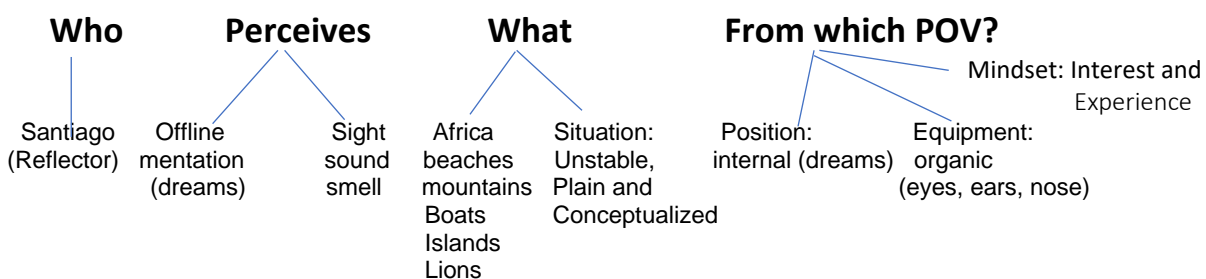 Who Perceives What From which POV?
Mindset: Interest and
Experience
Santiago
(Reflector)
Offline
mentation
(dreams)
Sight
sound
smell
Africa
beaches
mountains
Boats
Islands
Lions
Situation:
Unstable,
Plain and
Conceptualized
Position:
internal (dreams)
Equipment:
organic
(eyes, ears, nose)